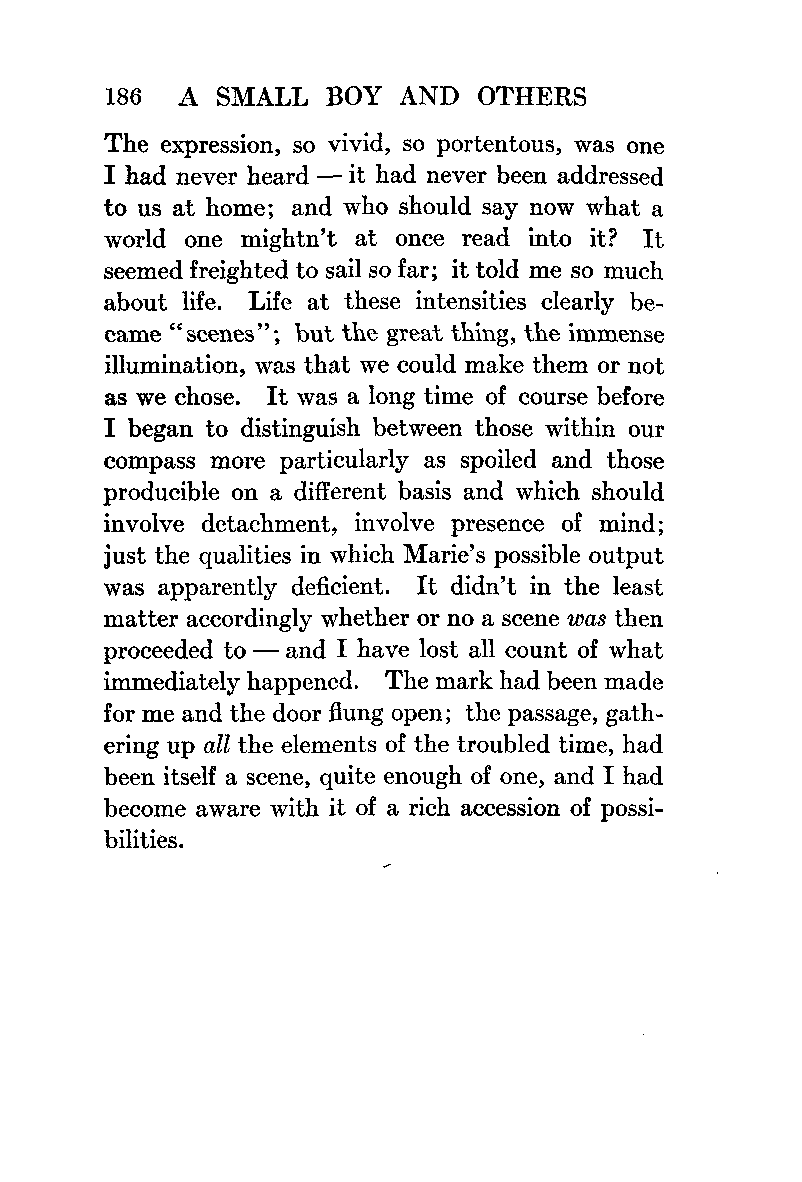 186 A SMALL BOY AND OTHERS
The expression, so vivid, so portentous, was one
I had never heard — it had never been addressed
to us at home; and who should say now what a
world one mightn't at once read into it? It
seemed freighted to sail so far; it told me so much
about life. Life at these intensities clearly be-
came "scenes"; but the great thing, the immense
illumination, was that we could make them or not
as we chose. It was a long time of course before
I began to distinguish between those within our
compass more particularly as spoiled and those
producible on a different basis and which should
involve detachment, involve presence of mind;
just the qualities in which Marie's possible output
was apparently deficient. It didn't in the least
matter accordingly whether or no a scene was then
proceeded to — and I have lost all count of what
immediately happened. The mark had been made
for me and the door flung open; the passage, gath-
ering up all the elements of the troubled time, had
been itself a scene, quite enough of one, and I had
become aware with it of a rich accession of possi-
bilities.